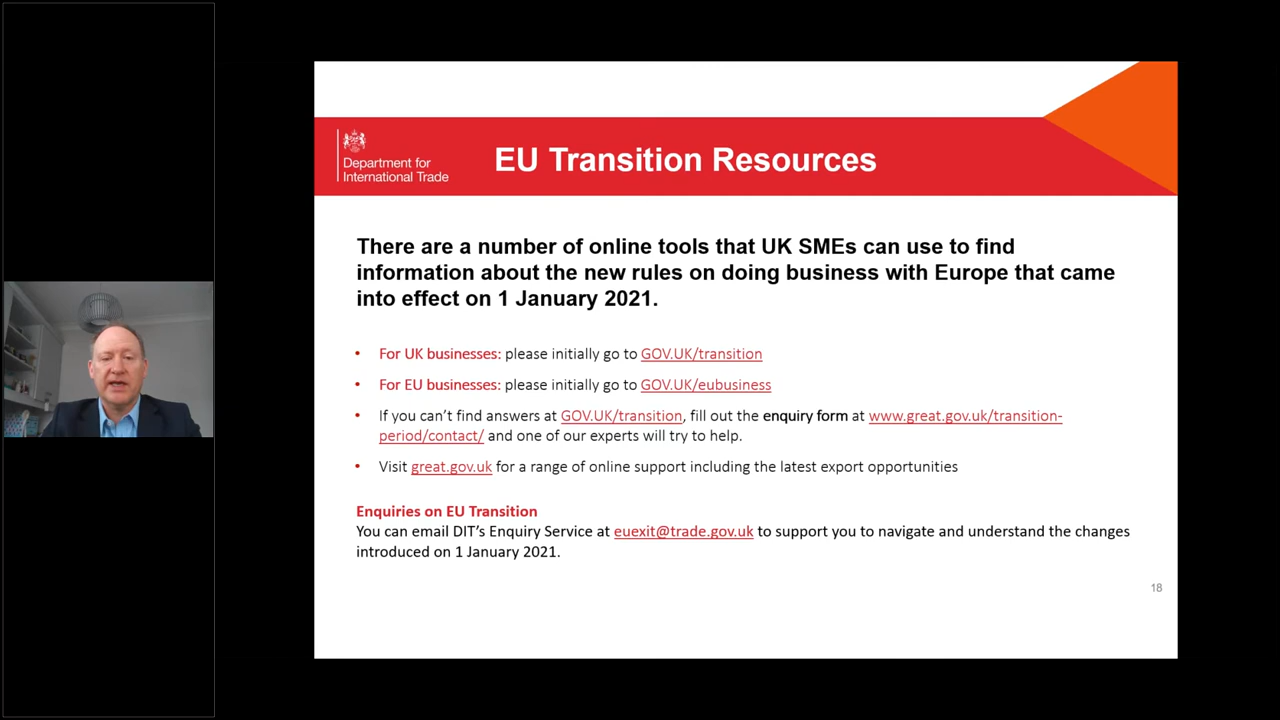 Department for
International Trade
EU Transition Resources
There are a number of online tools that UK SMEs can use to find
information about the new rules on doing business with Europe that came
into effect on 1 January 2021.
• For UK businesses: please initially go to GOV.UK/transition
• For EU businesses: please initially go to GOV.UK/eubusiness
• If you can't find answers at GOV.UK/transition, fill out the enquiry form at www.great.gov.uk/transition-
period/contact/ and one of our experts will try to help.
• Visit great.gov.uk for a range of online support including the latest export opportunities
Enquiries on EU Transition
You can email DIT's Enquiry Service at euexit@trade.gov.uk to support you to navigate and understand the changes
introduced on 1 January 2021.
18